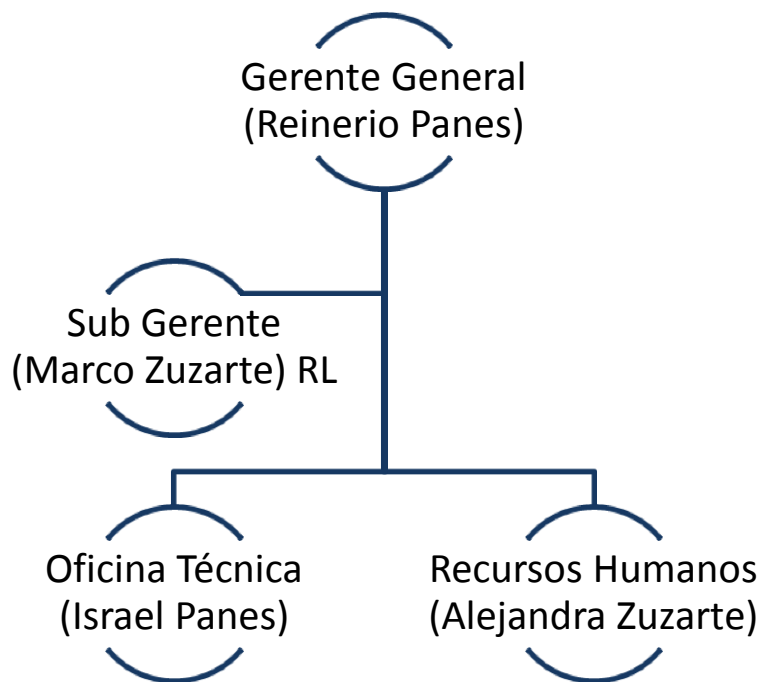 Gerente General
(Reinerio Panes)
Sub Gerente
(Marco Zuzarte) RL
Oficina Técnica
(Israel Panes)
Recursos Humanos
(Alejandra Zuzarte)